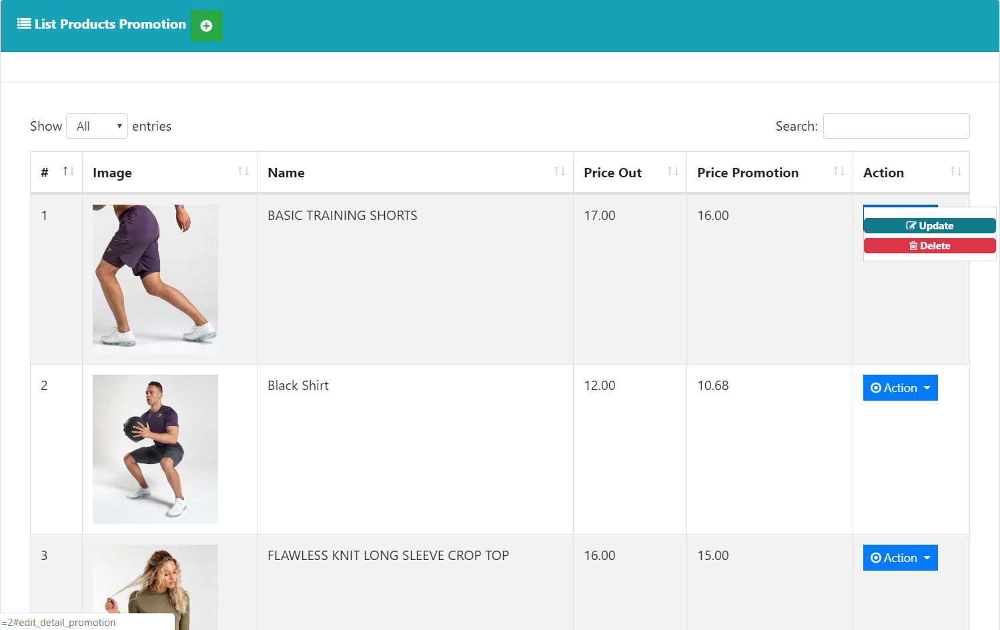 List Products Promotion
Show All entries
Search:
# Image Name Price Out Price Promotion Action
1 BASIC TRAINING SHORTS 17.00 16.00
Update
Delete
2 Black Shirt 12.00 10.68 Action
3 FLAWLESS KNIT LONG SLEEVE CROP TOP 16.00 15.00 Action
=2#edit_detail_promotion